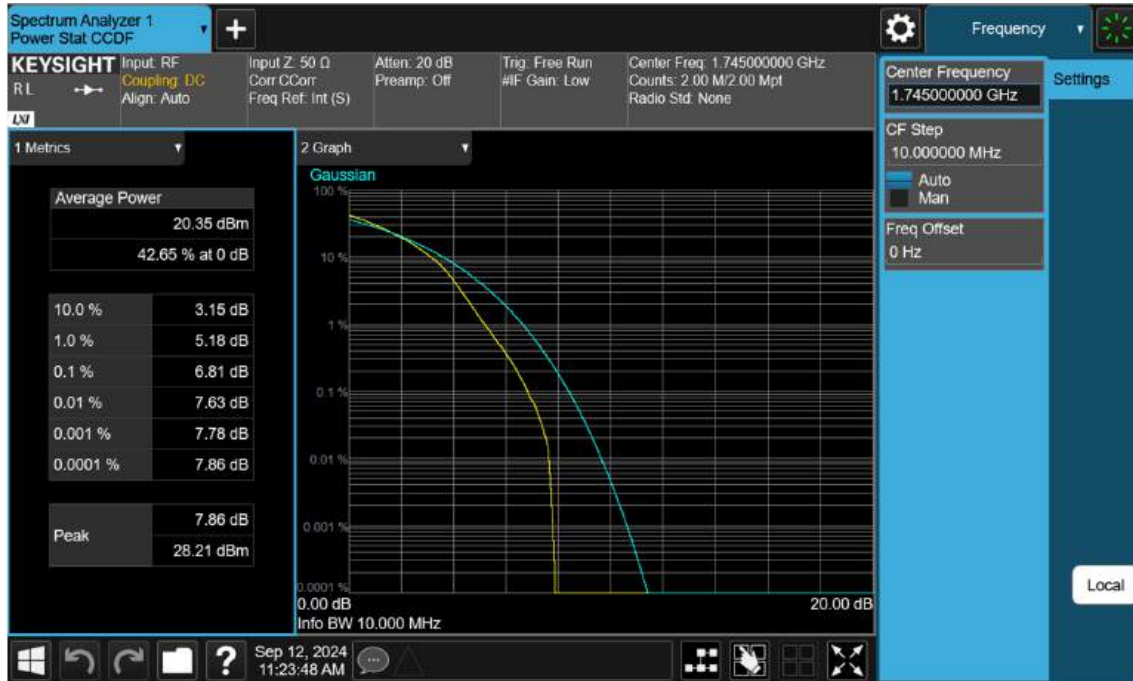 Spectrum Analyzer 1
Power Stat CCDF
+
Frequency
KEYSIGHT
RL
LXI
Input: RF
Coupling: DC
Align: Auto
Input Z: 50 Ω
Corr CCorr
Freq Ref: Int (S)
Atten: 20 dB
Preamp: Off
Trig: Free Run
#IF Gain: Low
Center Freq: 1.745000000 GHz
Counts: 2.00 M/2.00 Mpt
Radio Std: None
Center Frequency
1.745000000 GHz
Settings
CF Step
10.000000 MHz
Auto
Man
Freq Offset
0 Hz
1 Metrics
Average Power
20.35 dBm
42.65 % at 0 dB
10.0 % 3.15 dB
1.0 % 5.18 dB
0.1 % 6.81 dB
0.01 % 7.63 dB
0.001 % 7.78 dB
0.0001 % 7.86 dB
Peak
7.86 dB
28.21 dBm
2 Graph
Gaussian
100 %
10 %
1 %
0.1 %
0.01 %
0.001 %
0.0001 %
0.00 dB 20.00 dB
Info BW 10.000 MHz
Local
?
Sep 12, 2024
11:23:48 AM